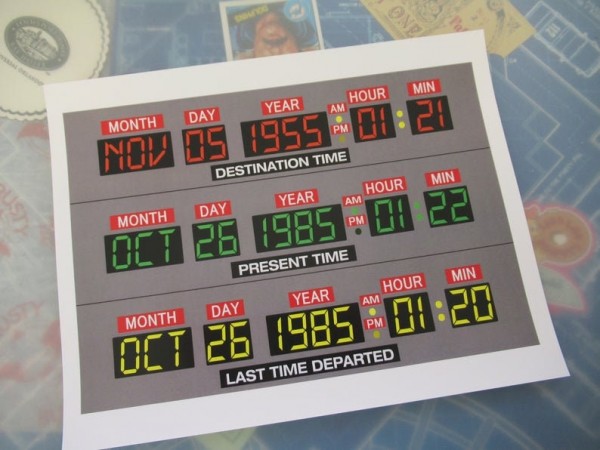 MONTH DAY YEAR AM PM HOUR MIN
NOV 05 1955 01 : 21
DESTINATION TIME
MONTH DAY YEAR AM PM HOUR MIN
OCT 26 1985 01 : 22
PRESENT TIME
MONTH DAY YEAR AM PM HOUR MIN
OCT 26 1985 01 : 20
LAST TIME DEPARTED